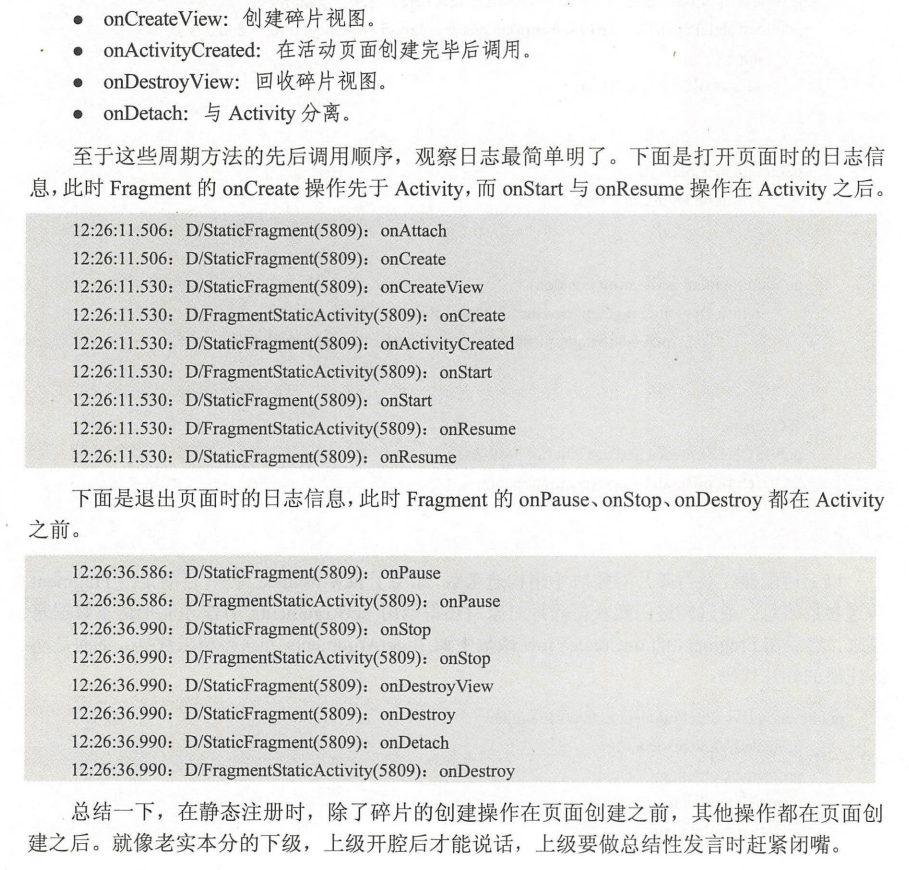 ● onCreateView: 创建碎片视图。
● onActivityCreated: 在活动页面创建完毕后调用。
● onDestroyView: 回收碎片视图。
● onDetach: 与 Activity 分离。
至于这些周期方法的先后调用顺序，观察日志最简单明了。下面是打开页面时的日志信
息，此时 Fragment 的 onCreate 操作先于 Activity，而 onStart 与 onResume 操作在 Activity 之后。
12:26:11.506: D/StaticFragment(5809): onAttach
12:26:11.506: D/StaticFragment(5809): onCreate
12:26:11.530: D/StaticFragment(5809): onCreateView
12:26:11.530: D/FragmentStaticActivity(5809): onCreate
12:26:11.530: D/StaticFragment(5809): onActivityCreated
12:26:11.530: D/FragmentStaticActivity(5809): onStart
12:26:11.530: D/StaticFragment(5809): onStart
12:26:11.530: D/FragmentStaticActivity(5809): onResume
12:26:11.530: D/StaticFragment(5809): onResume
下面是退出页面时的日志信息，此时 Fragment 的 onPause、onStop、onDestroy 都在 Activity
之前。
12:26:36.586: D/StaticFragment(5809): onPause
12:26:36.586: D/FragmentStaticActivity(5809): onPause
12:26:36.990: D/StaticFragment(5809): onStop
12:26:36.990: D/FragmentStaticActivity(5809): onStop
12:26:36.990: D/StaticFragment(5809): onDestroyView
12:26:36.990: D/StaticFragment(5809): onDestroy
12:26:36.990: D/StaticFragment(5809): onDetach
12:26:36.990: D/FragmentStaticActivity(5809): onDestroy
总结一下，在静态注册时，除了碎片的创建操作在页面创建之前，其他操作都在页面创
建之后。就像老实本分的下级，上级开腔后才能说话，上级要做总结性发言时赶紧闭嘴。